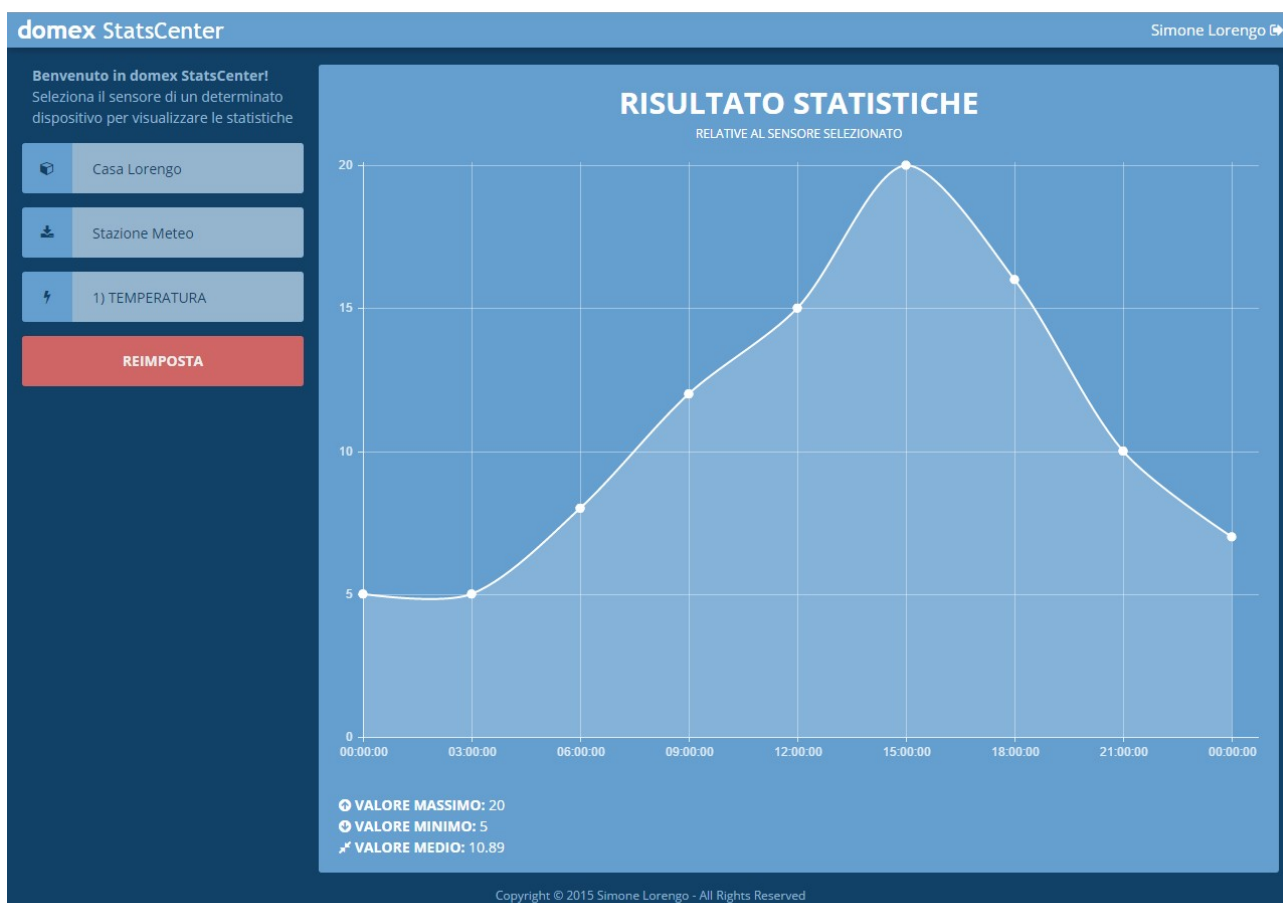 domex StatsCenter
Simone Lorengo
Benvenuto in domex StatsCenter!
Seleziona il sensore di un determinato
dispositivo per visualizzare le statistiche
Casa Lorengo
Stazione Meteo
1) TEMPERATURA
REIMPOSTA
RISULTATO STATISTICHE
RELATIVE AL SENSORE SELEZIONATO
20
15
10
5
0
00:00:00 03:00:00 06:00:00 09:00:00 12:00:00 15:00:00 18:00:00 21:00:00 00:00:00
VALORE MASSIMO: 20
VALORE MINIMO: 5
VALORE MEDIO: 10.89
Copyright © 2015 Simone Lorengo - All Rights Reserved